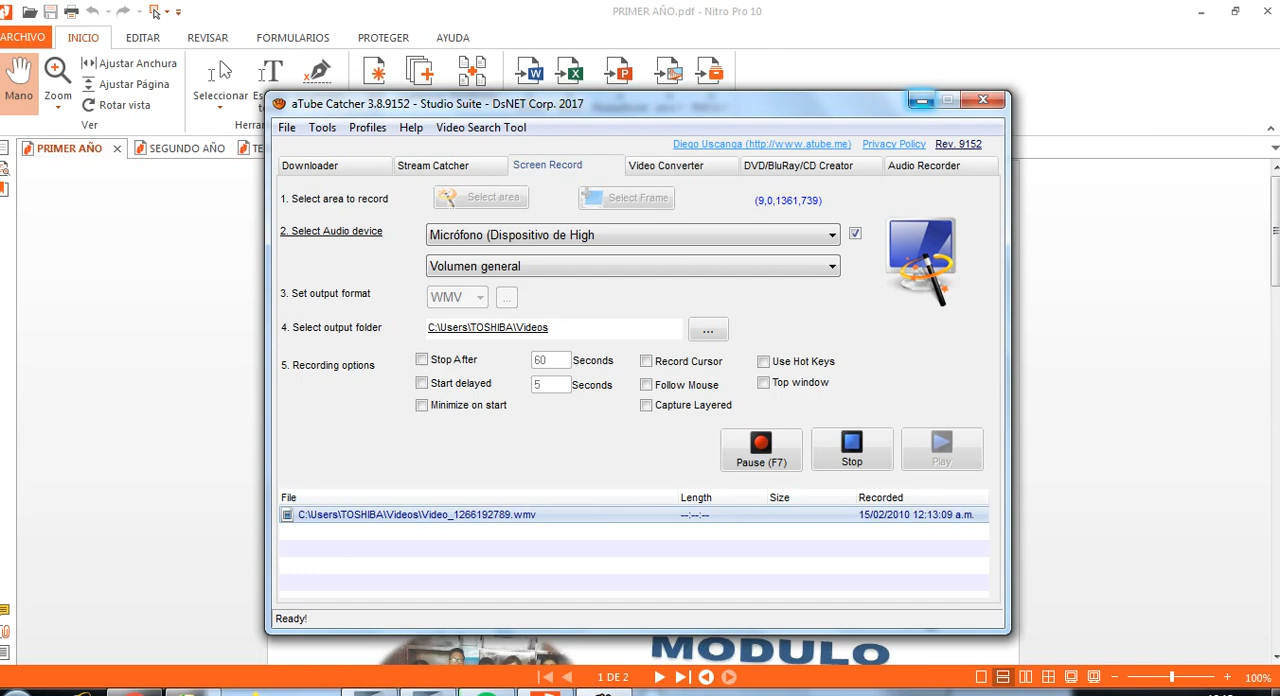 PRIMER AÑO.pdf - Nitro Pro 10
ARCHIVO INICIO EDITAR REVISAR FORMULARIOS PROTEGER AYUDA
Mano
Zoom
Ajustar Anchura
Ajustar Página
Rotar vista
Ver
Seleccionar
PRIMER AÑO
SEGUNDO AÑO
aTube Catcher 3.8.9152 - Studio Suite - DsNET Corp. 2017
File Tools Profiles Help Video Search Tool
Diego Uscanga (http://www.atube.me) Privacy Policy Rev. 9152
Downloader Stream Catcher Screen Record Video Converter DVD/BluRay/CD Creator Audio Recorder
1. Select area to record Select area Select Frame (9,0,1361,739)
2. Select Audio device Micrófono (Dispositivo de High
Volumen general
3. Set output format WMV ...
4. Select output folder C:\Users\TOSHIBA\Videos ...
5. Recording options
Stop After 60 Seconds Record Cursor Use Hot Keys
Start delayed 5 Seconds Follow Mouse Top window
Minimize on start Capture Layered
Pause (F7) Stop Play
File Length Size Recorded
C:\Users\TOSHIBA\Videos\Video_1266192789.wmv --:--:-- 15/02/2010 12:13:09 a.m.
Ready!
MODULO
1 DE 2
100%